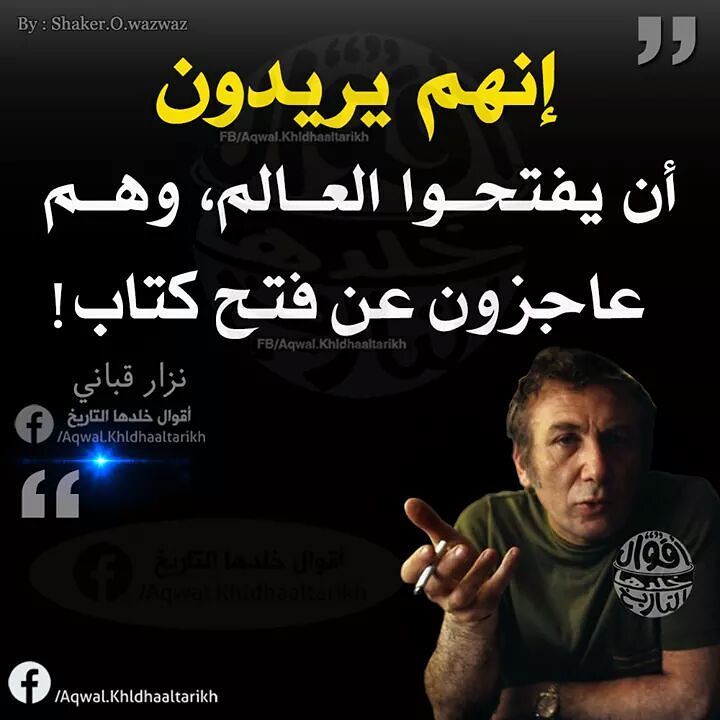 By : Shaker.O.wazwaz
إنهم يريدون
FB/Aqwal.Khldhaaltarikh
أن يفتحوا العالم، وهم
عاجزون عن فتح كتاب!
FB/Aqwal.Khldhaaltarikh
نزار قباني
أقوال خلدها التاريخ
/Aqwal.Khldhaaltarikh
أقوال خلدها التاريخ
/Aqwal.Khldhaaltarikh
أقوال
خلدها
التاريخ
/Aqwal.Khldhaaltarikh